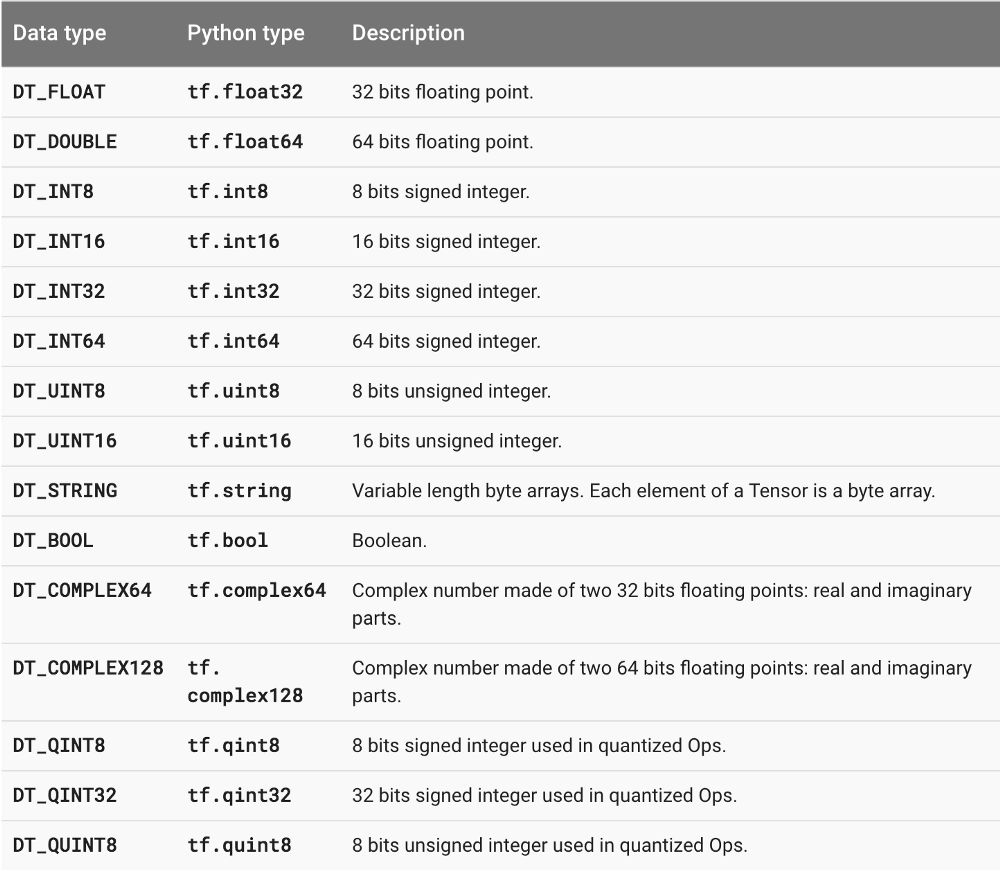 Data type Python type Description
DT_FLOAT tf.float32 32 bits floating point.
DT_DOUBLE tf.float64 64 bits floating point.
DT_INT8 tf.int8 8 bits signed integer.
DT_INT16 tf.int16 16 bits signed integer.
DT_INT32 tf.int32 32 bits signed integer.
DT_INT64 tf.int64 64 bits signed integer.
DT_UINT8 tf.uint8 8 bits unsigned integer.
DT_UINT16 tf.uint16 16 bits unsigned integer.
DT_STRING tf.string Variable length byte arrays. Each element of a Tensor is a byte array.
DT_BOOL tf.bool Boolean.
DT_COMPLEX64 tf.complex64 Complex number made of two 32 bits floating points: real and imaginary
parts.
DT_COMPLEX128 tf. Complex number made of two 64 bits floating points: real and imaginary
complex128 parts.
DT_QINT8 tf.qint8 8 bits signed integer used in quantized Ops.
DT_QINT32 tf.qint32 32 bits signed integer used in quantized Ops.
DT_QUINT8 tf.quint8 8 bits unsigned integer used in quantized Ops.